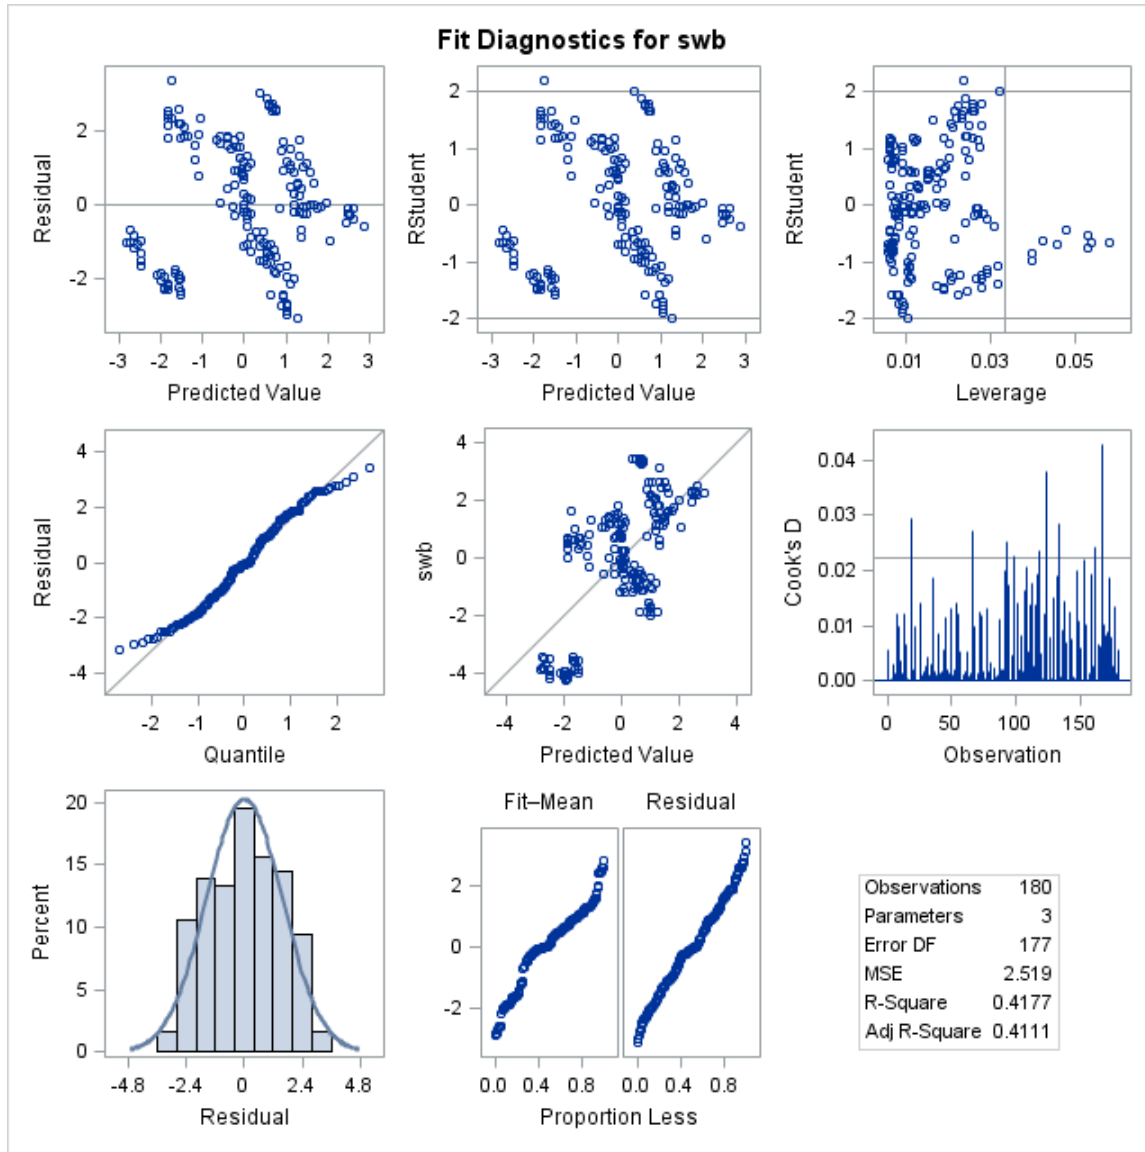 Fit Diagnostics for swb
Residual
2
0
-2
-3 -2 -1 0 1 2 3
Predicted Value
RStudent
2
1
0
-1
-2
-3 -2 -1 0 1 2 3
Predicted Value
RStudent
2
1
0
-1
-2
0.01 0.03 0.05
Leverage
Residual
4
2
0
-2
-4
-2 -1 0 1 2
Quantile
swb
4
2
0
-2
-4
-4 -2 0 2 4
Predicted Value
Cook's D
0.04
0.03
0.02
0.01
0.00
0 50 100 150
Observation
Percent
20
15
10
5
0
-4.8 -2.4 0 2.4 4.8
Residual
Fit–Mean Residual
2
0
-2
0.0 0.4 0.8 0.0 0.4 0.8
Proportion Less
Observations 180
Parameters 3
Error DF 177
MSE 2.519
R-Square 0.4177
Adj R-Square 0.4111